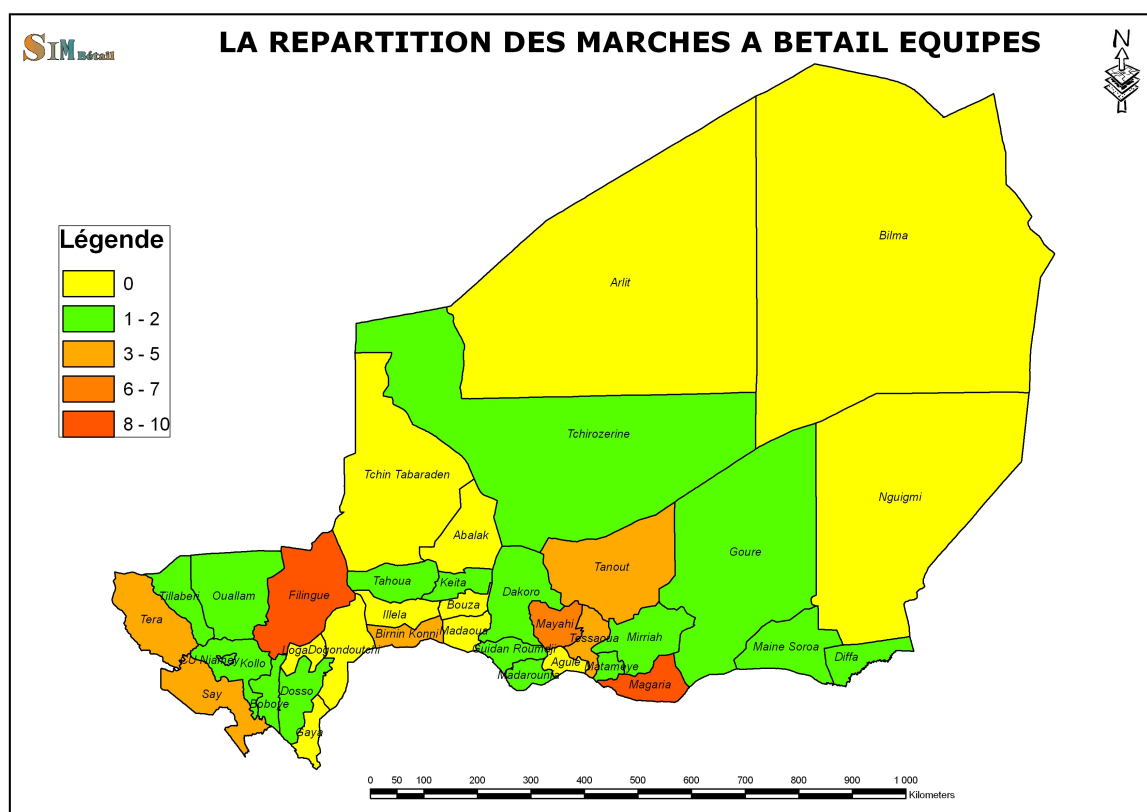 SIM Bétail
LA REPARTITION DES MARCHES A BETAIL EQUIPES
N
Légende
0
1 - 2
3 - 5
6 - 7
8 - 10
Bilma
Arlit
Tchirozerine
Tchin Tabaraden
Nguigmi
Abalak
Goure
Tanout
Tahoua
Keita
Dakoro
Tillaberi
Ouallam
Filingue
Tera
Illela
Bouza
Mayahi
Birnin Konni
Madaoua
Tessaoua
Mirriah
Guidan Roumdji
Maine Soroa
Diffa
Loga
Dogondoutchi
CU Niamey
Kollo
Aguie
Matameye
Madarounfa
Magaria
Say
Dosso
Boboye
Gaya
0 50 100 200 300 400 500 600 700 800 900 1 000
Kilometers